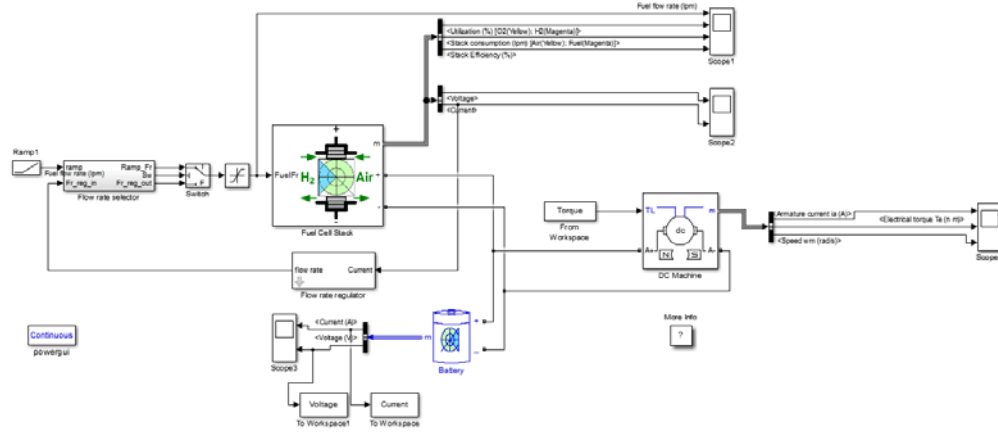 Fuel flow rate (lpm)
<Utilization (%) [O2(Yellow); H2(Magenta)]>
<Stack consumption (lpm) [Air(Yellow); Fuel(Magenta)]>
<Stack Efficiency (%)>
Scope1
<Voltage>
<Current>
Scope2
Ramp1
ramp
Fuel flow rate (lpm)
Fr_reg_in
Ramp_Fr
Sw
Fr_reg_out
Flow rate selector
T
F
Switch
FuelFr
H2
Air
m
+
-
Fuel Cell Stack
flow rate
Current
Flow rate regulator
Torque
From
Workspace
TL
m
dc
A+
A-
N
S
DC Machine
Armature current ia (A)>
<Electrical torque Te (n m)>
<Speed wm (rad/s)>
Scope
Continuous
powergui
<Current (A)>
<Voltage (V)>
Scope3
m
+
–
Battery
More Info
?
Voltage
To Workspace1
Current
To Workspace